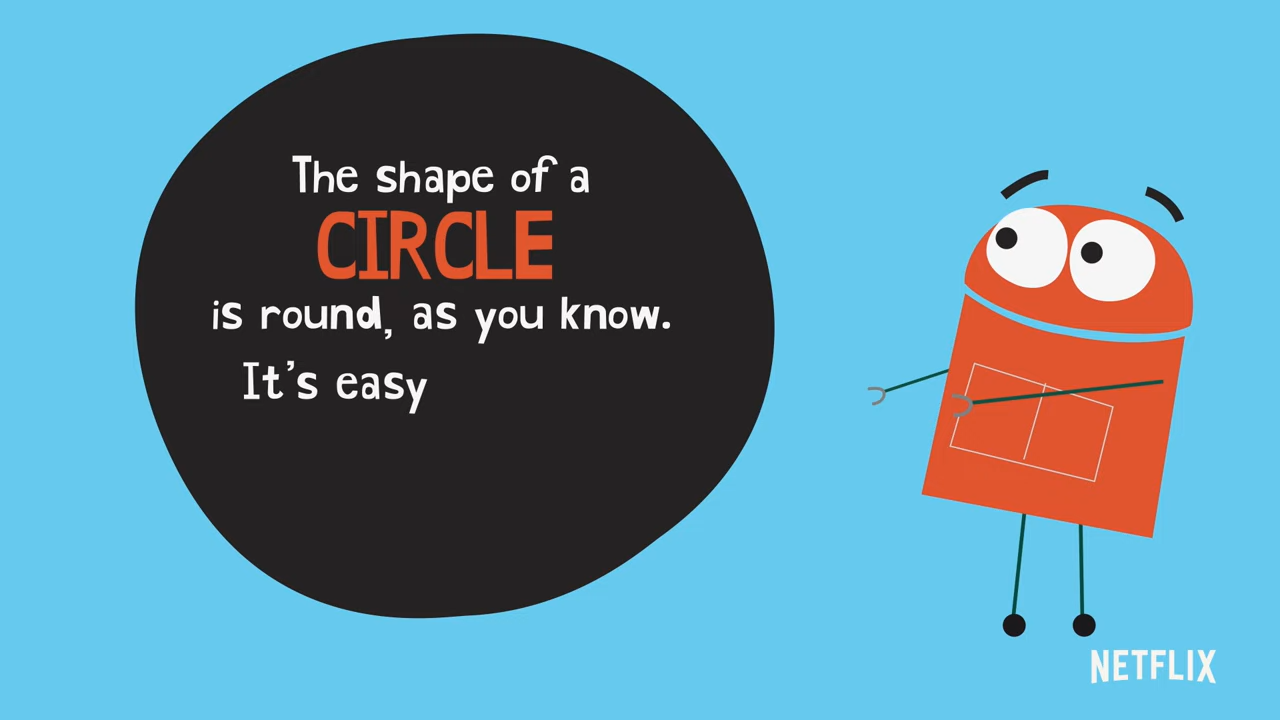 The shape of a
CIRCLE
is round, as you know.
It's easy
NETFLIX